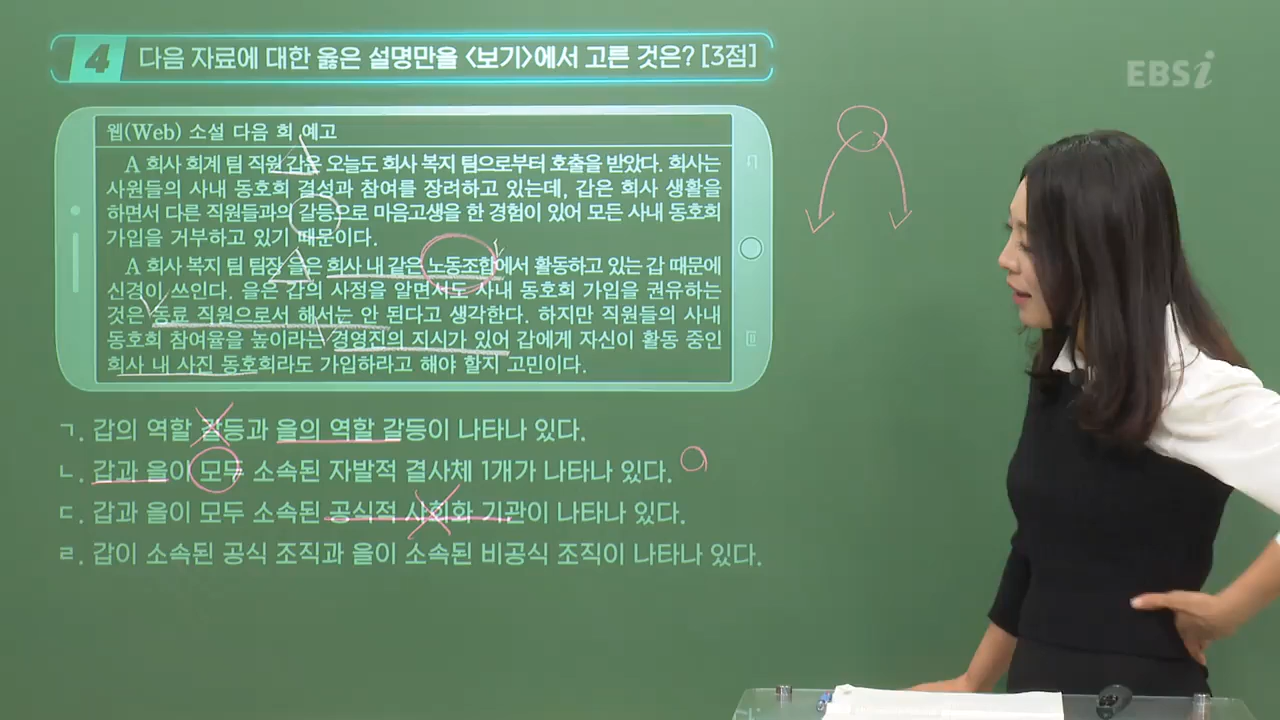 4 다음 자료에 대한 옳은 설명만을 <보기>에서 고른 것은? [3점]
EBSi
웹(Web) 소설 다음 회 예고
A 회사 회계 팀 직원 갑은 오늘도 회사 복지 팀으로부터 호출을 받았다. 회사는
사원들의 사내 동호회 결성과 참여를 장려하고 있는데, 갑은 회사 생활을
하면서 다른 직원들과의 갈등으로 마음고생을 한 경험이 있어 모든 사내 동호회
가입을 거부하고 있기 때문이다.
A 회사 복지 팀 팀장 을은 회사 내 같은 노동조합에서 활동하고 있는 갑 때문에
신경이 쓰인다. 을은 갑의 사정을 알면서도 사내 동호회 가입을 권유하는
것은 동료 직원으로서 해서는 안 된다고 생각한다. 하지만 직원들의 사내
동호회 참여율을 높이라는 경영진의 지시가 있어 갑에게 자신이 활동 중인
회사 내 사진 동호회라도 가입하라고 해야 할지 고민이다.
ㄱ. 갑의 역할 갈등과 을의 역할 갈등이 나타나 있다.
ㄴ. 갑과 을이 모두 소속된 자발적 결사체 1개가 나타나 있다.
ㄷ. 갑과 을이 모두 소속된 공식적 사회화 기관이 나타나 있다.
ㄹ. 갑이 소속된 공식 조직과 을이 소속된 비공식 조직이 나타나 있다.